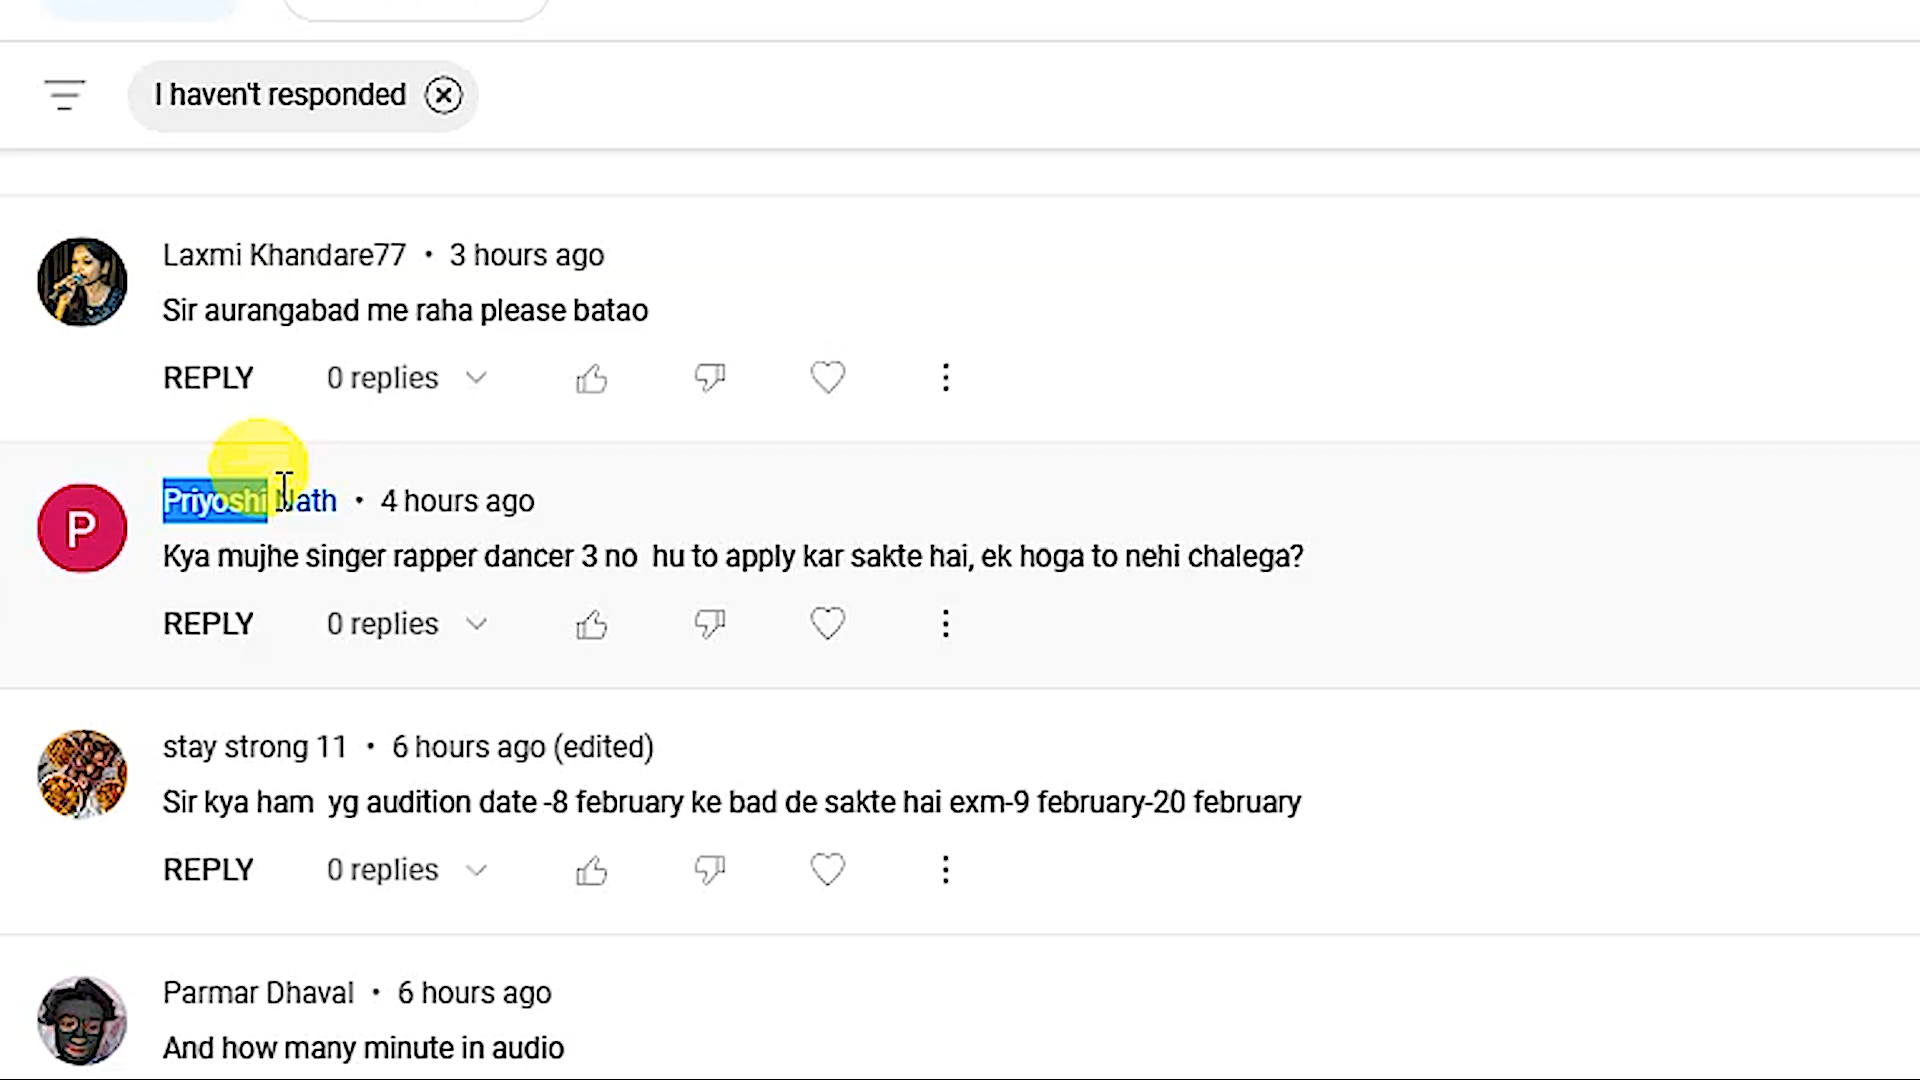 I haven't responded
Laxmi Khandare77 • 3 hours ago
Sir aurangabad me raha please batao
REPLY 0 replies
Priyoshi Nath • 4 hours ago
Kya mujhe singer rapper dancer 3 no hu to apply kar sakte hai, ek hoga to nehi chalega?
REPLY 0 replies
P
stay strong 11 • 6 hours ago (edited)
Sir kya ham yg audition date -8 february ke bad de sakte hai exm-9 february-20 february
REPLY 0 replies
Parmar Dhaval • 6 hours ago
And how many minute in audio